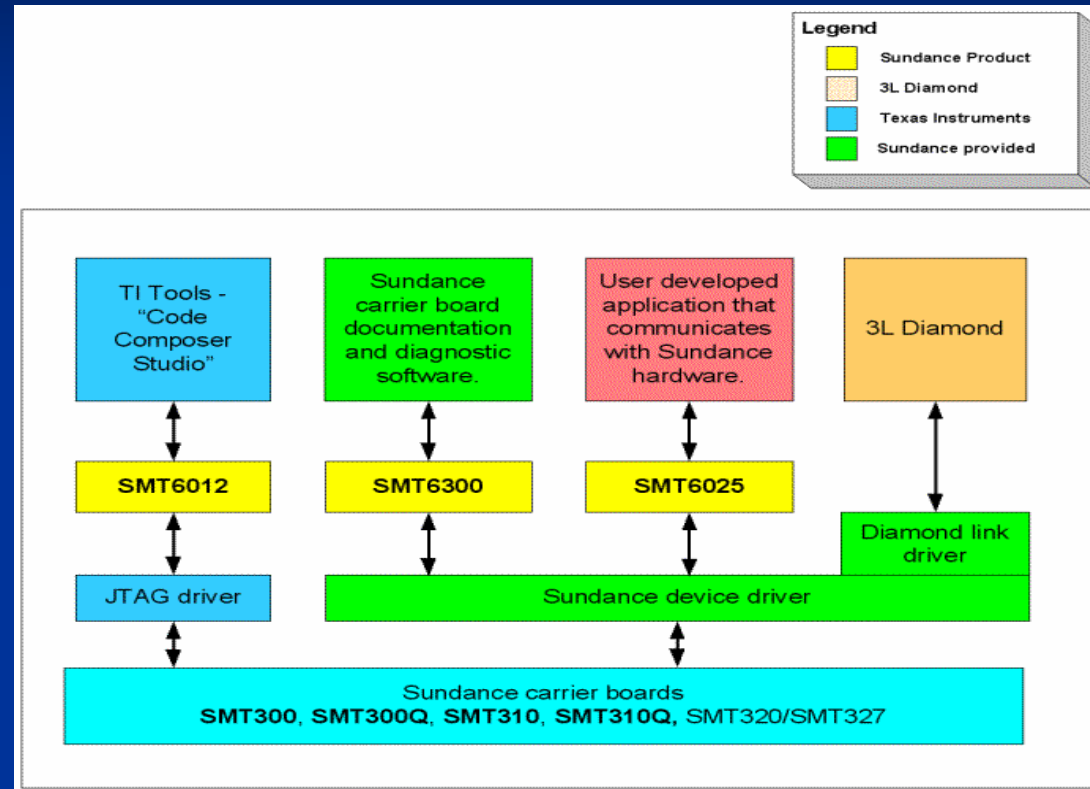 Legend
Sundance Product
3L Diamond
Texas Instruments
Sundance provided
TI Tools -
“Code
Composer
Studio”
Sundance
carrier board
documentation
and diagnostic
software.
User developed
application that
communicates
with Sundance
hardware.
3L Diamond
SMT6012
SMT6300
SMT6025
Diamond link
driver
JTAG driver
Sundance device driver
Sundance carrier boards
SMT300, SMT300Q, SMT310, SMT310Q, SMT320/SMT327